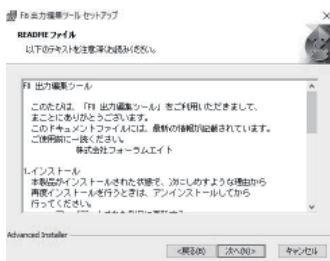 F8 出力編集ツール セットアップ
README ファイル
以下のテキストを注意深くお読みください。
F8 出力編集ツール
このたびは、「F8 出力編集ツール」をご利用いただきまして、
まことにありがとうございます。
このドキュメントファイルには、最新の情報が記載されています。
ご使用前に一読ください。
株式会社フォーラムエイト
1.インストール
本製品がインストールされた状態で、次にしめすような理由から
再度インストールを行うときは、アンインストールしてから
行ってください。
Advanced Installer
<戻る(B)
次へ(N)>
キャンセル